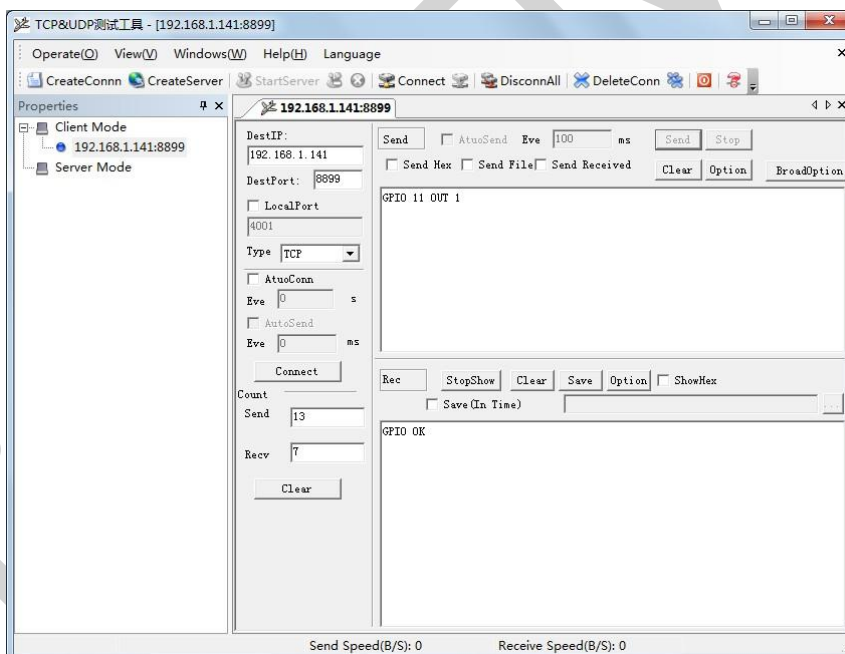 TCP&UDP测试工具 - [192.168.1.141:8899]
Operate(O) View(V) Windows(W) Help(H) Language
CreateConnn CreateServer StartServer Connect DisconnAll DeleteConn
Properties
Client Mode
192.168.1.141:8899
Server Mode
192.168.1.141:8899
DestIP:
192.168.1.141
DestPort: 8899
LocalPort
4001
Type TCP
AtuoConn
Eve 0 s
AutoSend
Eve 0 ms
Connect
Count
Send 13
Recv 7
Clear
Send AtuoSend Eve 100 ms Send Stop
Send Hex Send File Send Received Clear Option BroadOption
GPIO 11 OUT 1
Rec StopShow Clear Save Option ShowHex
Save(In Time) ...
GPIO OK
Send Speed(B/S): 0 Receive Speed(B/S): 0